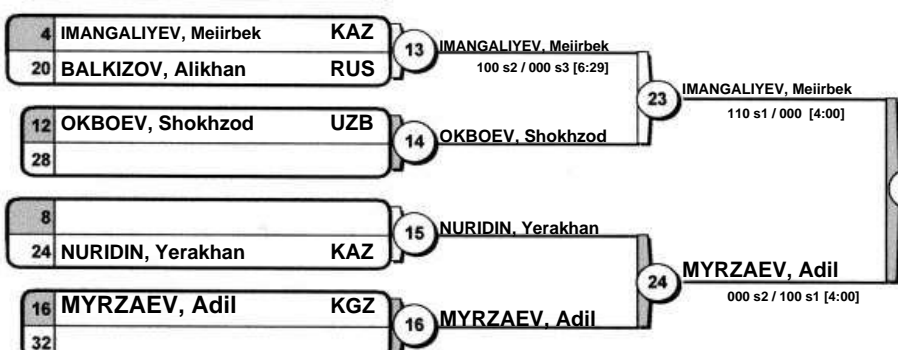 4 IMANGALIYEV, Meiirbek KAZ
20 BALKIZOV, Alikhan RUS
13
IMANGALIYEV, Meiirbek
100 s2 / 000 s3 [6:29]
12 OKBOEV, Shokhzod UZB
28
14
OKBOEV, Shokhzod
23
IMANGALIYEV, Meiirbek
110 s1 / 000 [4:00]
8
24 NURIDIN, Yerakhan KAZ
15
NURIDIN, Yerakhan
16 MYRZAEV, Adil KGZ
32
16
MYRZAEV, Adil
24
MYRZAEV, Adil
000 s2 / 100 s1 [4:00]